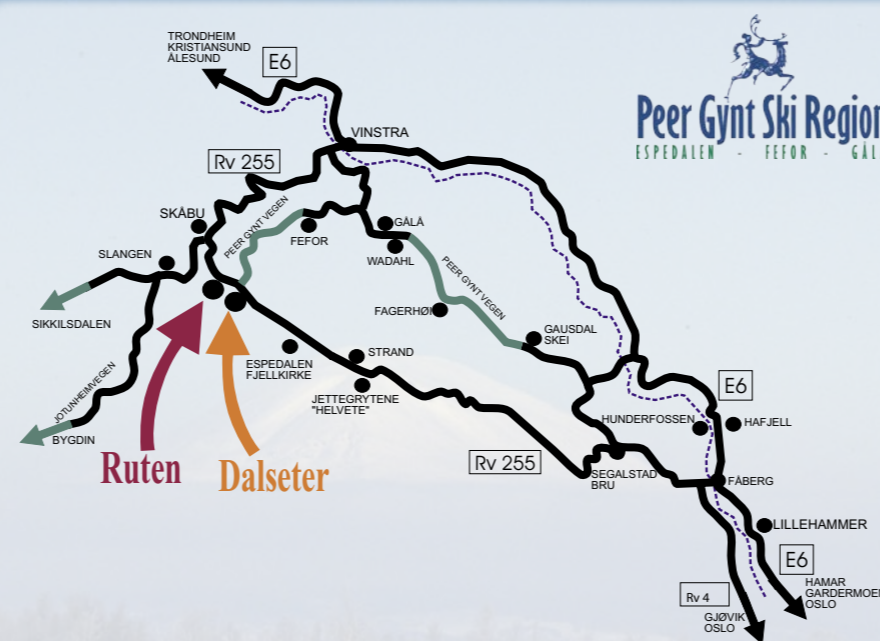 TRONDHEIM
KRISTIANSUND
ÅLESUND
E6
Peer Gynt Ski Region
ESPEDALEN - FEFOR - GÅL
VINSTRA
Rv 255
SKÅBU
PEER GYNT VEGEN
FEFOR
GÅLÅ
WADAHL
SLANGEN
PEER GYNT VEGEN
SIKKILSDALEN
FAGERHØI
GAUSDAL
SKEI
ESPEDALEN
FJELLKIRKE
STRAND
JOTUNHEIMVEGEN
JETTEGRYTENE
"HELVETE"
E6
HUNDERFOSSEN
HAFJELL
BYGDIN
Ruten
Dalseter
Rv 255
SEGALSTAD
BRU
FÅBERG
LILLEHAMMER
E6
HAMAR
GARDERMOEN
OSLO
Rv 4
GJØVIK
OSLO